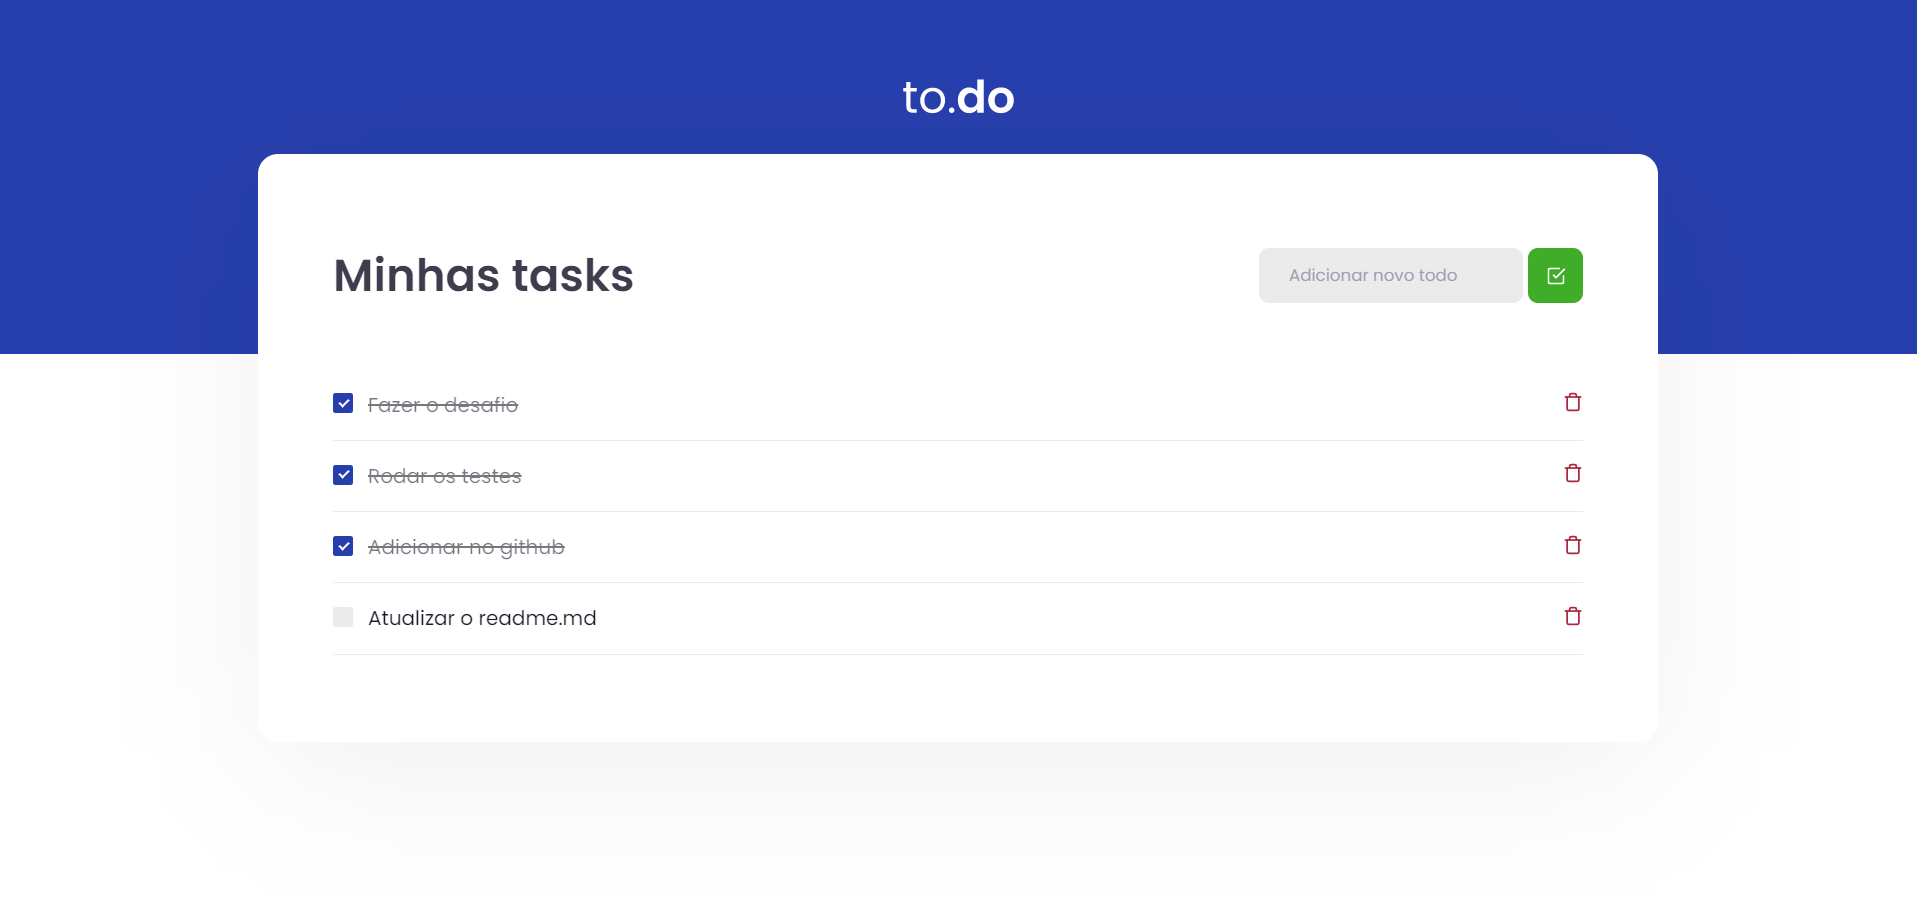 to.do
Minhas tasks
Adicionar novo todo
Fazer o desafio
Rodar os testes
Adicionar no github
Atualizar o readme.md